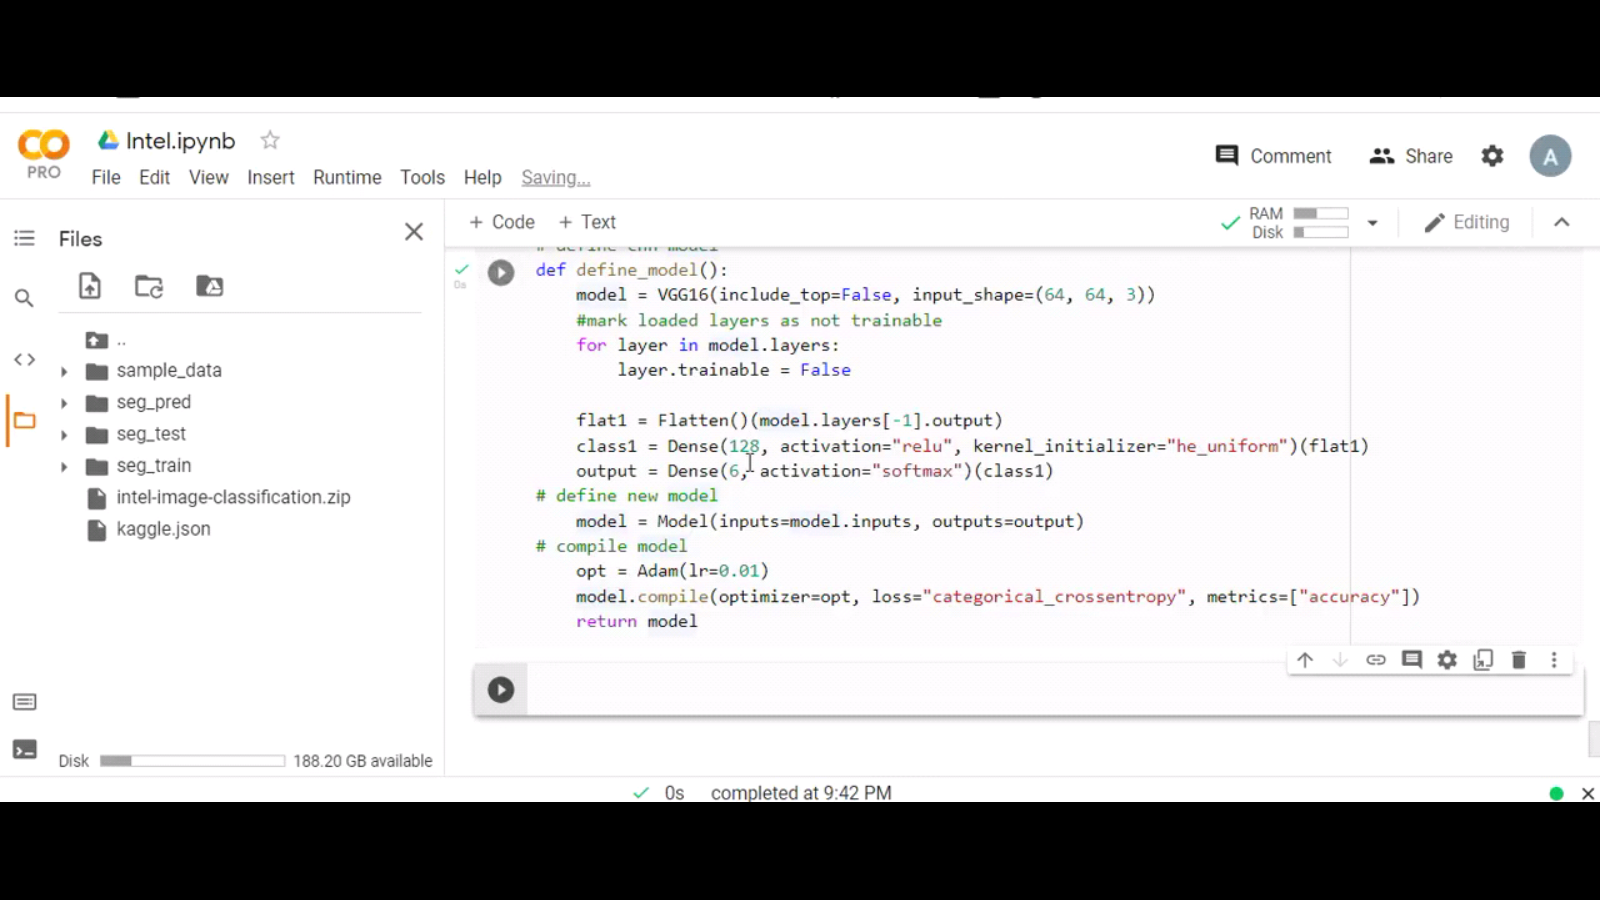 Intel.ipynb
PRO
File Edit View Insert Runtime Tools Help Saving...
Comment Share A
Files
+ Code + Text
RAM
Disk
Editing
# define cnn model
def define_model():
model = VGG16(include_top=False, input_shape=(64, 64, 3))
#mark loaded layers as not trainable
for layer in model.layers:
layer.trainable = False
flat1 = Flatten()(model.layers[-1].output)
class1 = Dense(128, activation="relu", kernel_initializer="he_uniform")(flat1)
output = Dense(6, activation="softmax")(class1)
# define new model
model = Model(inputs=model.inputs, outputs=output)
# compile model
opt = Adam(lr=0.01)
model.compile(optimizer=opt, loss="categorical_crossentropy", metrics=["accuracy"])
return model
0s
..
sample_data
seg_pred
seg_test
seg_train
intel-image-classification.zip
kaggle.json
Disk 188.20 GB available
0s completed at 9:42 PM